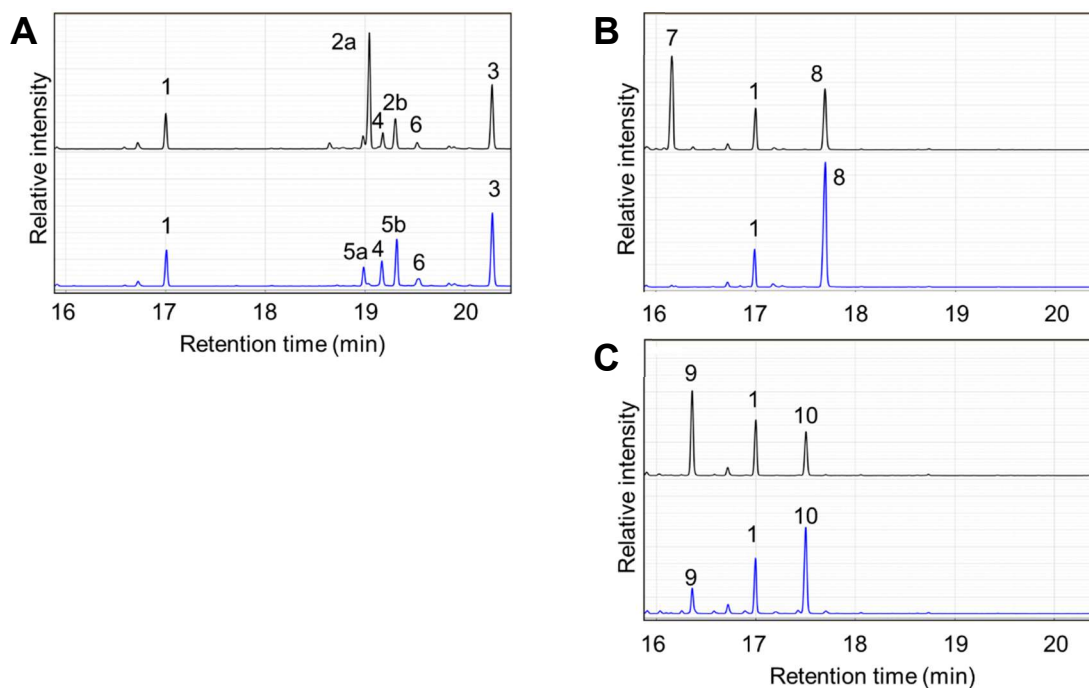 A
Relative intensity
1
2a
4
2b
6
3
1
5a
4
5b
6
3
16 17 18 19 20
Retention time (min)
B
Relative intensity
7
1
8
1
8
16 17 18 19 20
C
Relative intensity
9
1
10
9
1
10
16 17 18 19 20
Retention time (min)